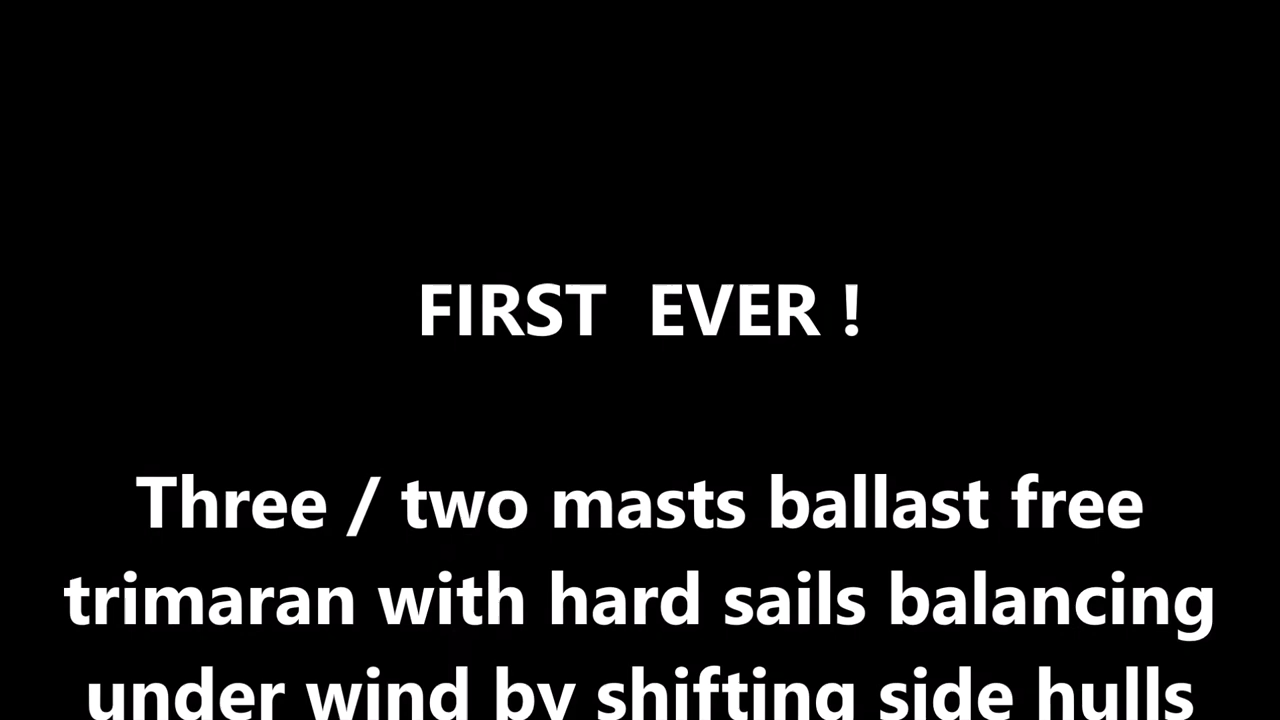 FIRST  EVER !
Three / two masts ballast free
trimaran with hard sails balancing
under wind by shifting side hulls